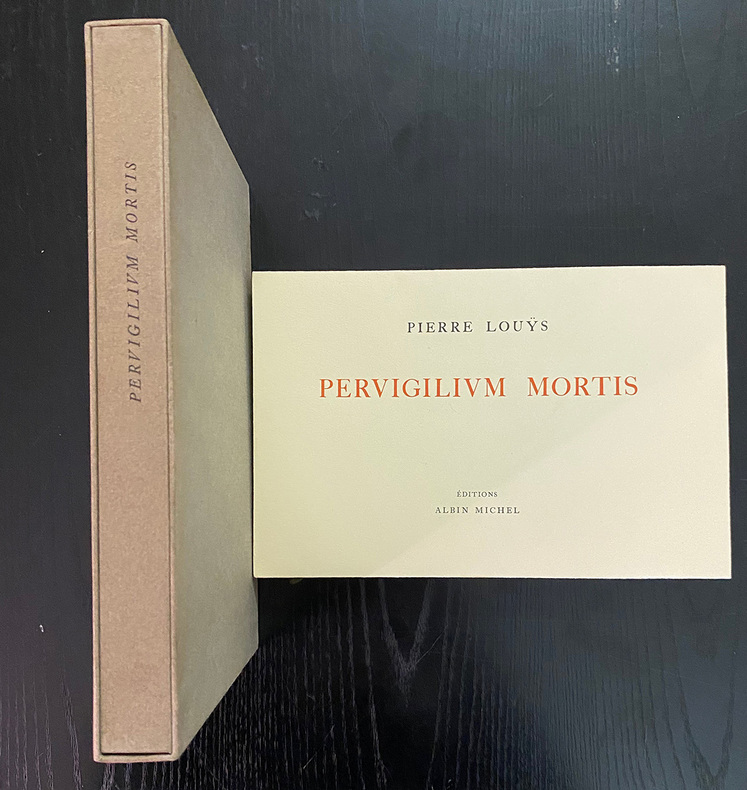 PERVIGILIVM MORTIS
PIERRE LOUŸS
PERVIGILIVM MORTIS
ÉDITIONS
ALBIN MICHEL